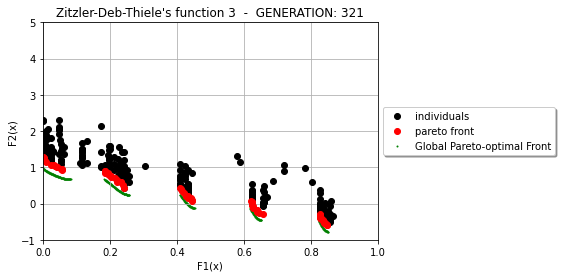 Zitzler-Deb-Thiele's function 3 - GENERATION: 321
5
4
3
2
1
0
−1
F2(x)
0.0 0.2 0.4 0.6 0.8 1.0
F1(x)
individuals
pareto front
Global Pareto-optimal Front